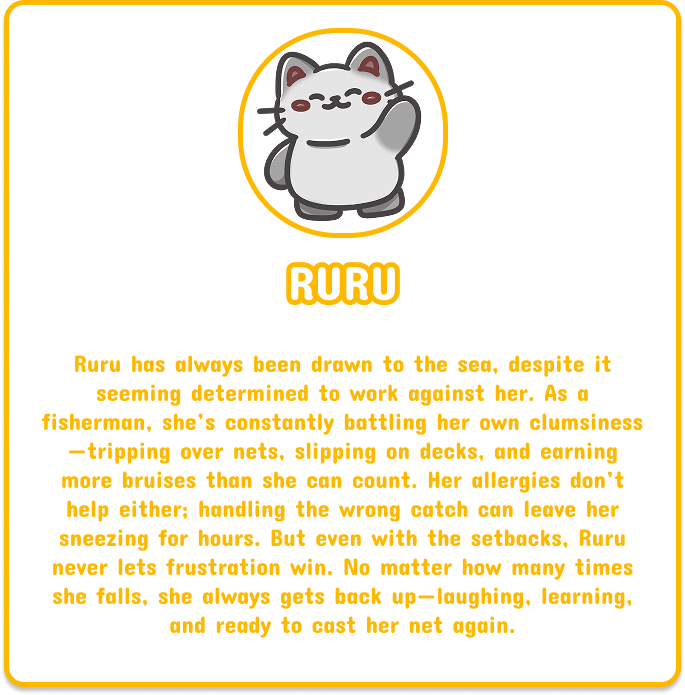 RURU
Ruru has always been drawn to the sea, despite it
seeming determined to work against her. As a
fisherman, she's constantly battling her own clumsiness
—tripping over nets, slipping on decks, and earning
more bruises than she can count. Her allergies don't
help either; handling the wrong catch can leave her
sneezing for hours. But even with the setbacks, Ruru
never lets frustration win. No matter how many times
she falls, she always gets back up—laughing, learning,
and ready to cast her net again.